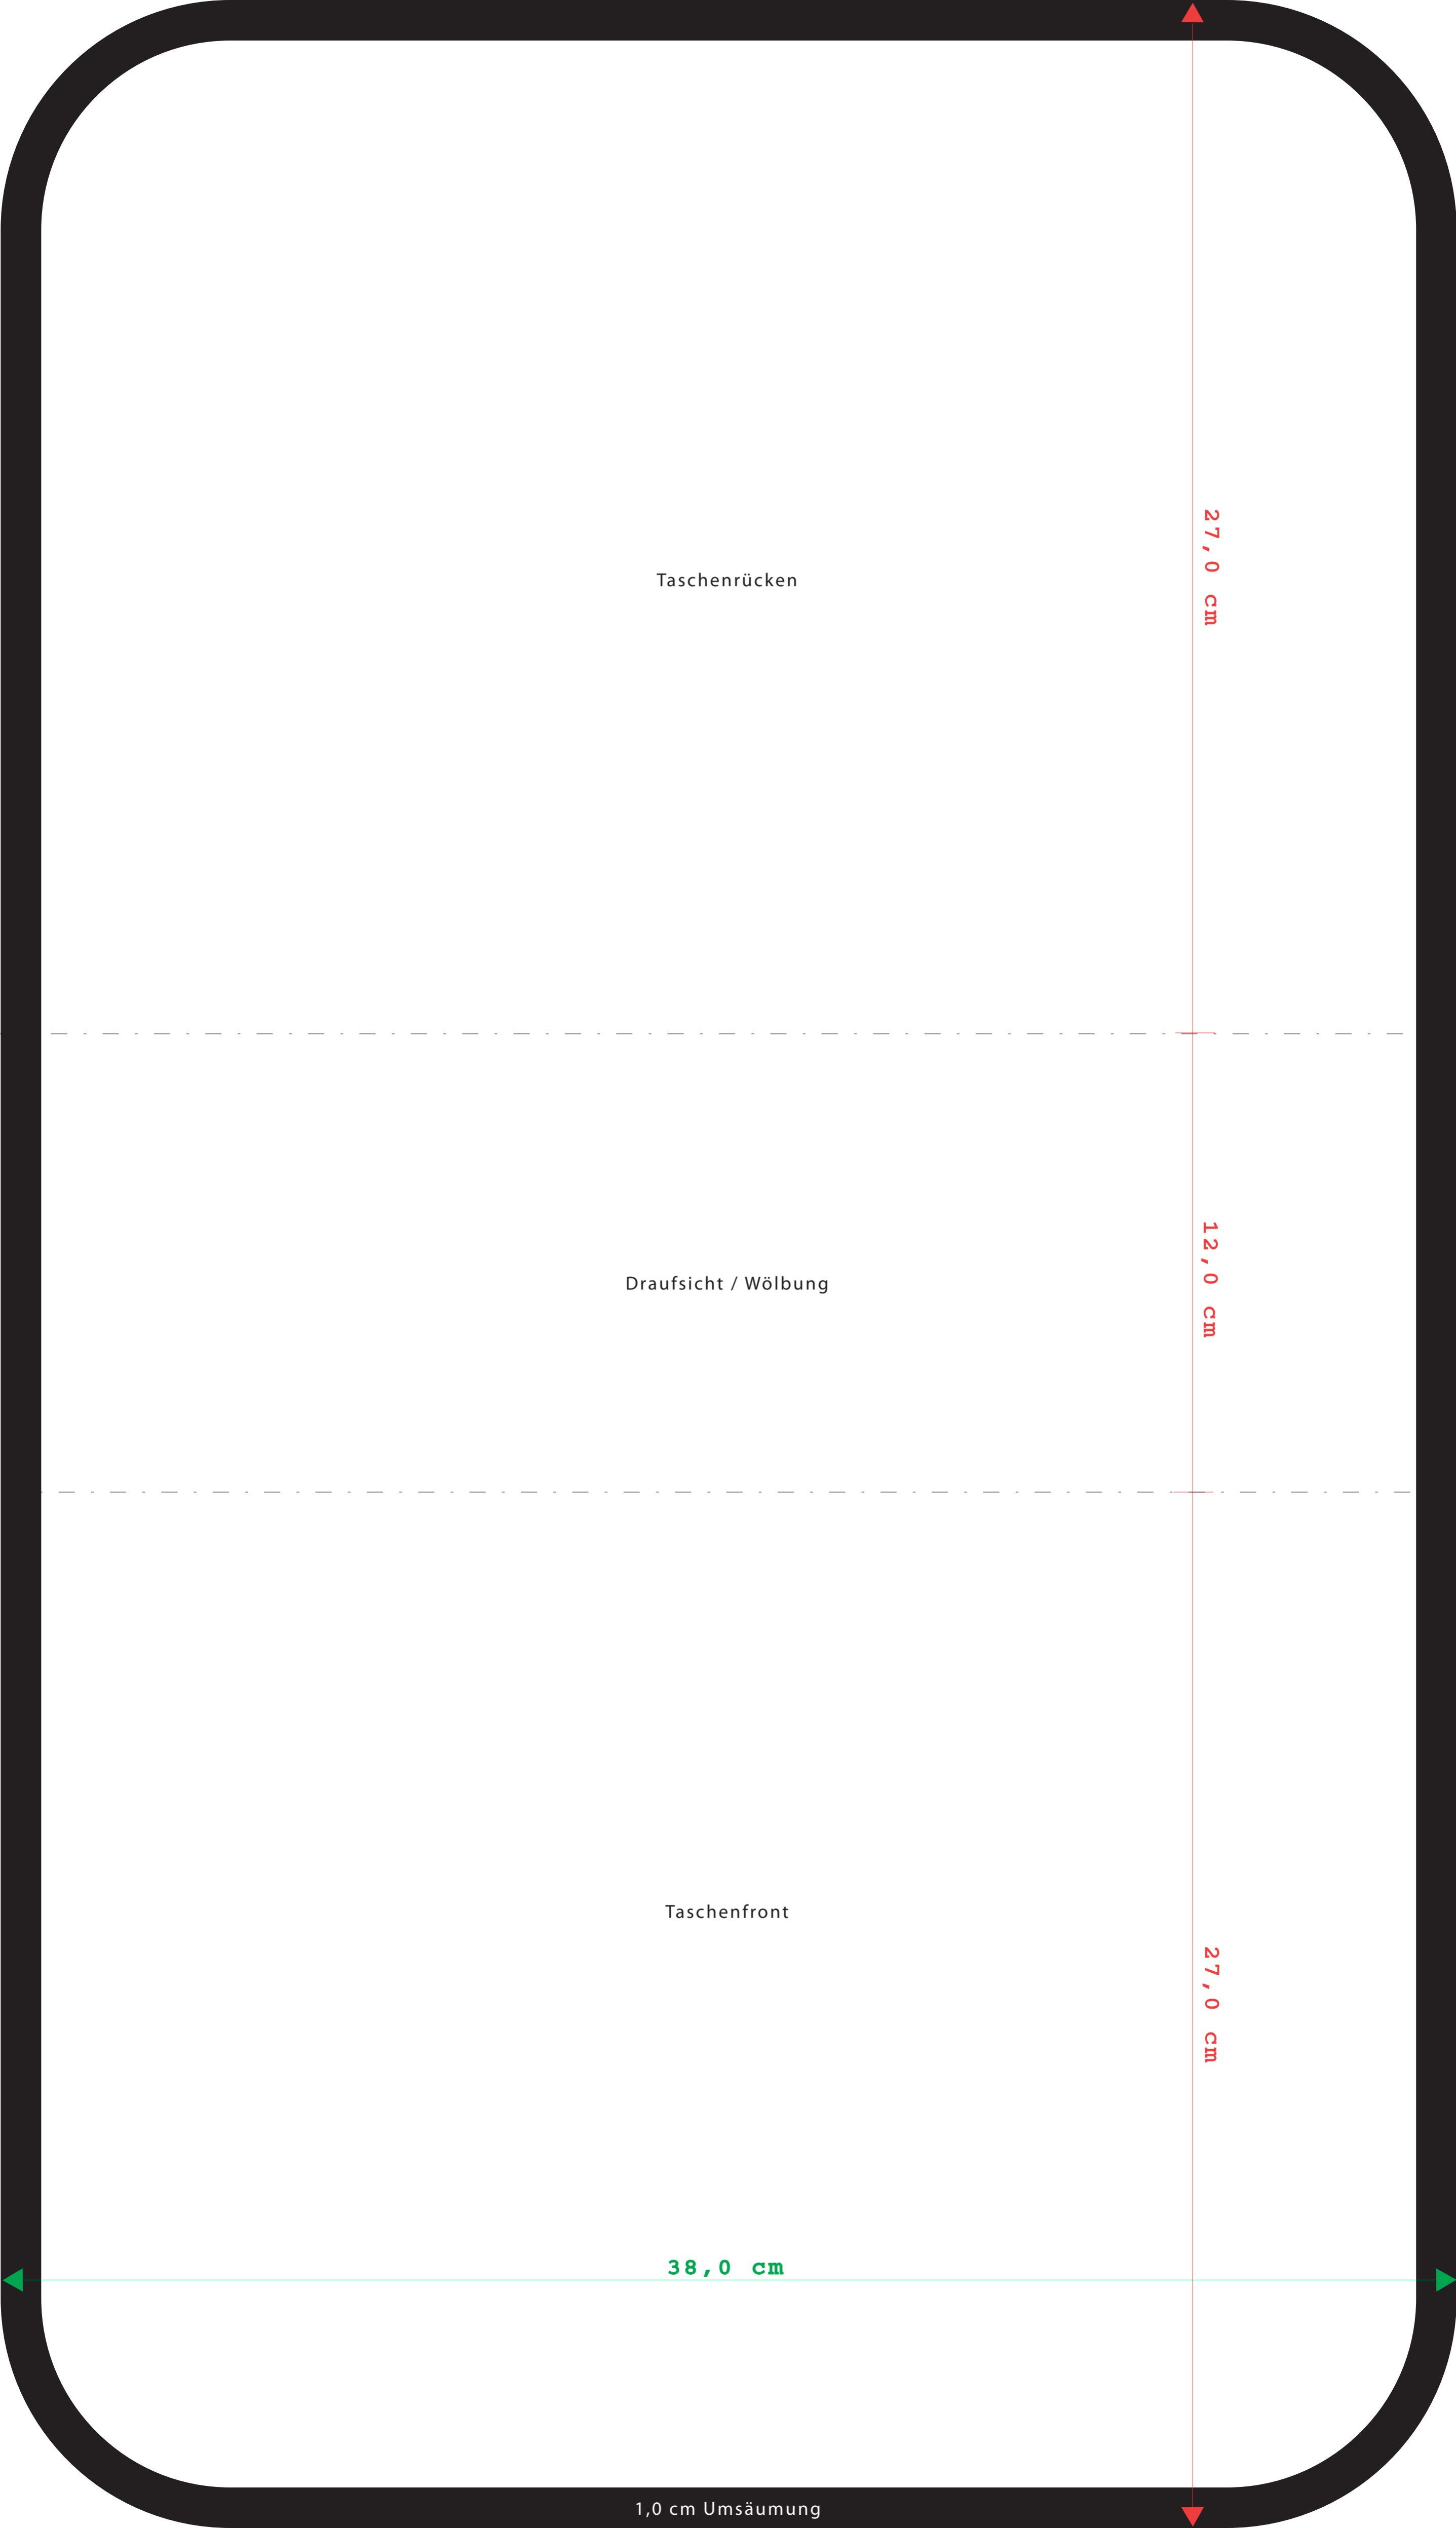 27,0 cm
Taschenrücken
12,0 cm
Draufsicht / Wölbung
Taschenfront
27,0 cm
38,0 cm
1,0 cm Umsäumung